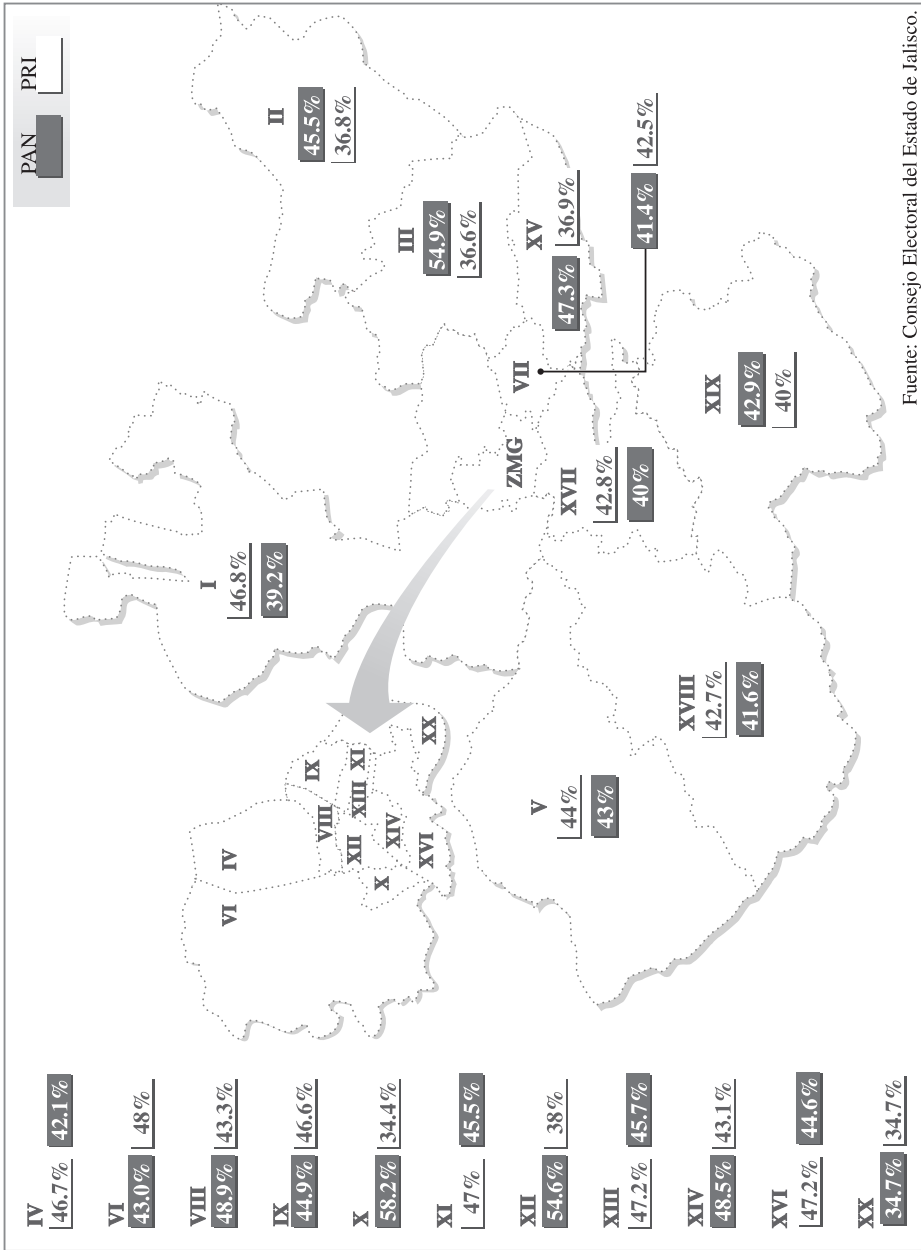 PAN PRI
I
46.8%
39.2%
II
45.5%
36.8%
III
54.9%
36.6%
XV
47.3% 36.9%
VII
41.4% 42.5%
ZMG
XVII
42.8%
40%
XIX
42.9%
40%
V
44%
43%
XVIII
42.7%
41.6%
VI
IV
IX
VIII
XI
XIII
XII
XIV
X
XVI
XX
IV
46.7% 42.1%
VI
43.0% 48%
VIII
48.9% 43.3%
IX
44.9% 46.6%
X
58.2% 34.4%
XI
47% 45.5%
XII
54.6% 38%
XIII
47.2% 45.7%
XIV
48.5% 43.1%
XVI
47.2% 44.6%
XX
34.7% 34.7%
Fuente: Consejo Electoral del Estado de Jalisco.